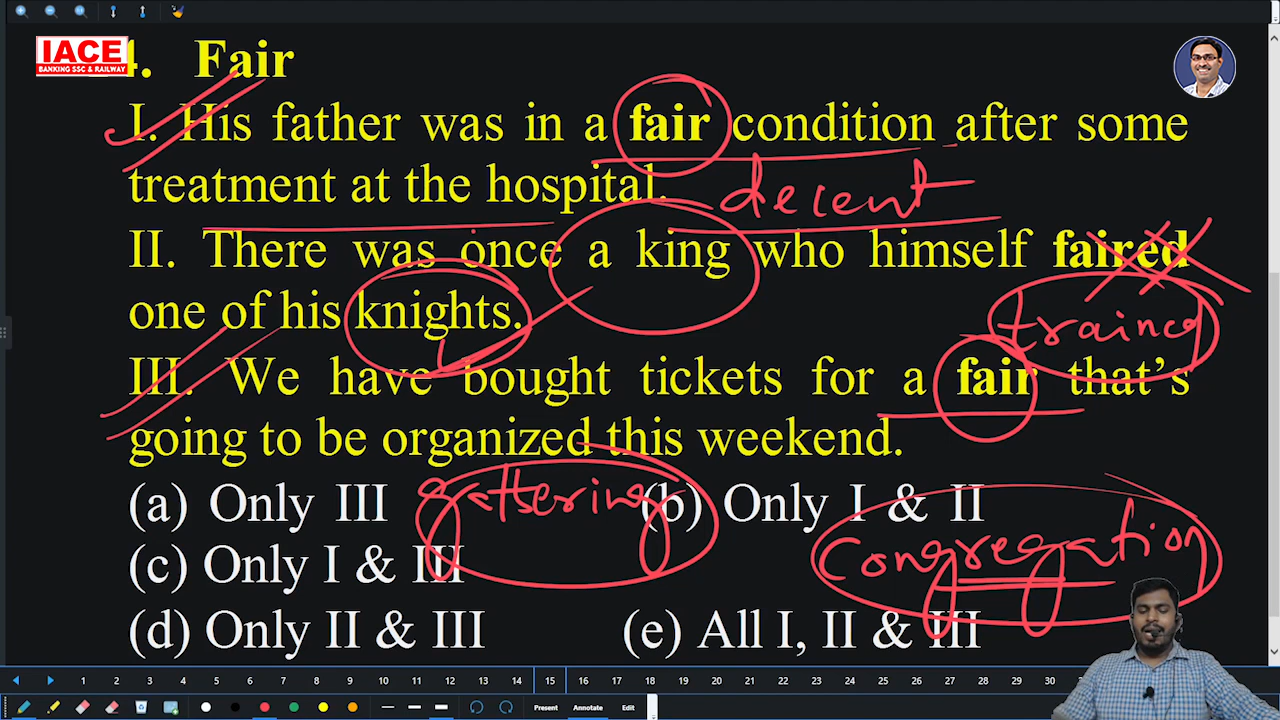 IACE
BANKING SSC & RAILWAY
4. Fair
I. His father was in a fair condition after some
treatment at the hospital.
decent
II. There was once a king who himself faired
one of his knights.
trained
III. We have bought tickets for a fair that's
going to be organized this weekend.
gathering
(a) Only III (b) Only I & II
congregation
(c) Only I & III
(d) Only II & III (e) All I, II & III
1 2 3 4 5 6 7 8 9 10 11 12 13 14 15 16 17 18 19 20 21 22 23 24 25 26 27 28 29 30 31 32 33
Present Annotate Edit